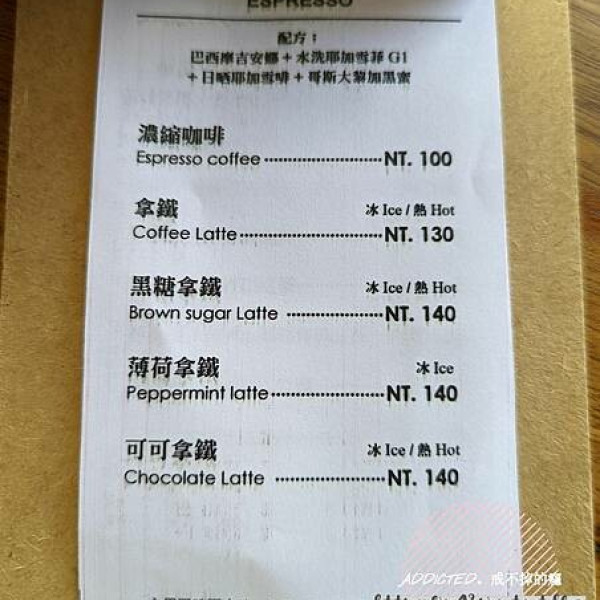 ESPRESSO
配方：
巴西摩吉安娜 + 水洗耶加雪菲 G1
+ 日晒耶加雪啡 + 哥斯大黎加黑蜜
濃縮咖啡
Espresso coffee NT. 100
拿鐵 冰 Ice / 熱 Hot
Coffee Latte NT. 130
黑糖拿鐵 冰 Ice / 熱 Hot
Brown sugar Latte NT. 140
薄荷拿鐵 冰 Ice
Peppermint latte NT. 140
可可拿鐵 冰 Ice / 熱 Hot
Chocolate Latte NT. 140
ADDICTED. 戒不掉的癮